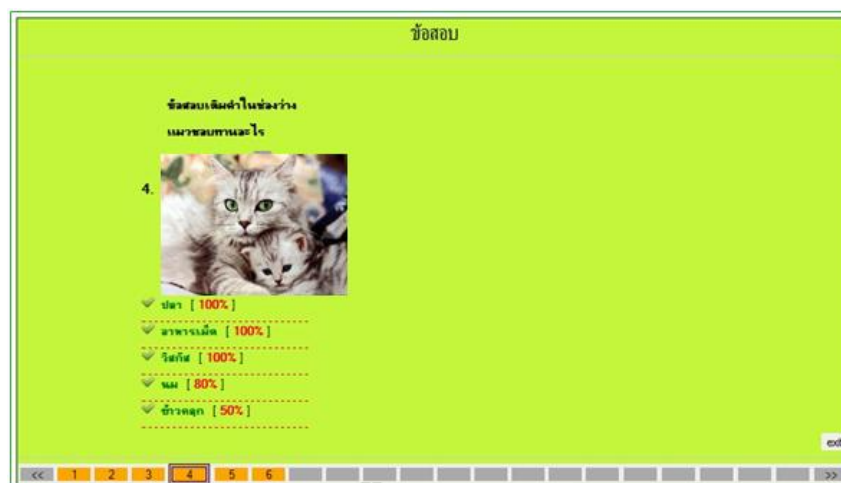 ข้อสอบ
ข้อสอบเติมคำในช่องว่าง
แมวชอบทานอะไร
4.
ปลา [ 100% ]
อาหารเม็ด [ 100% ]
วิสกัส [ 100% ]
นม [ 80% ]
ข้าวคลุก [ 50% ]
exit
<< 1 2 3 4 5 6 >>